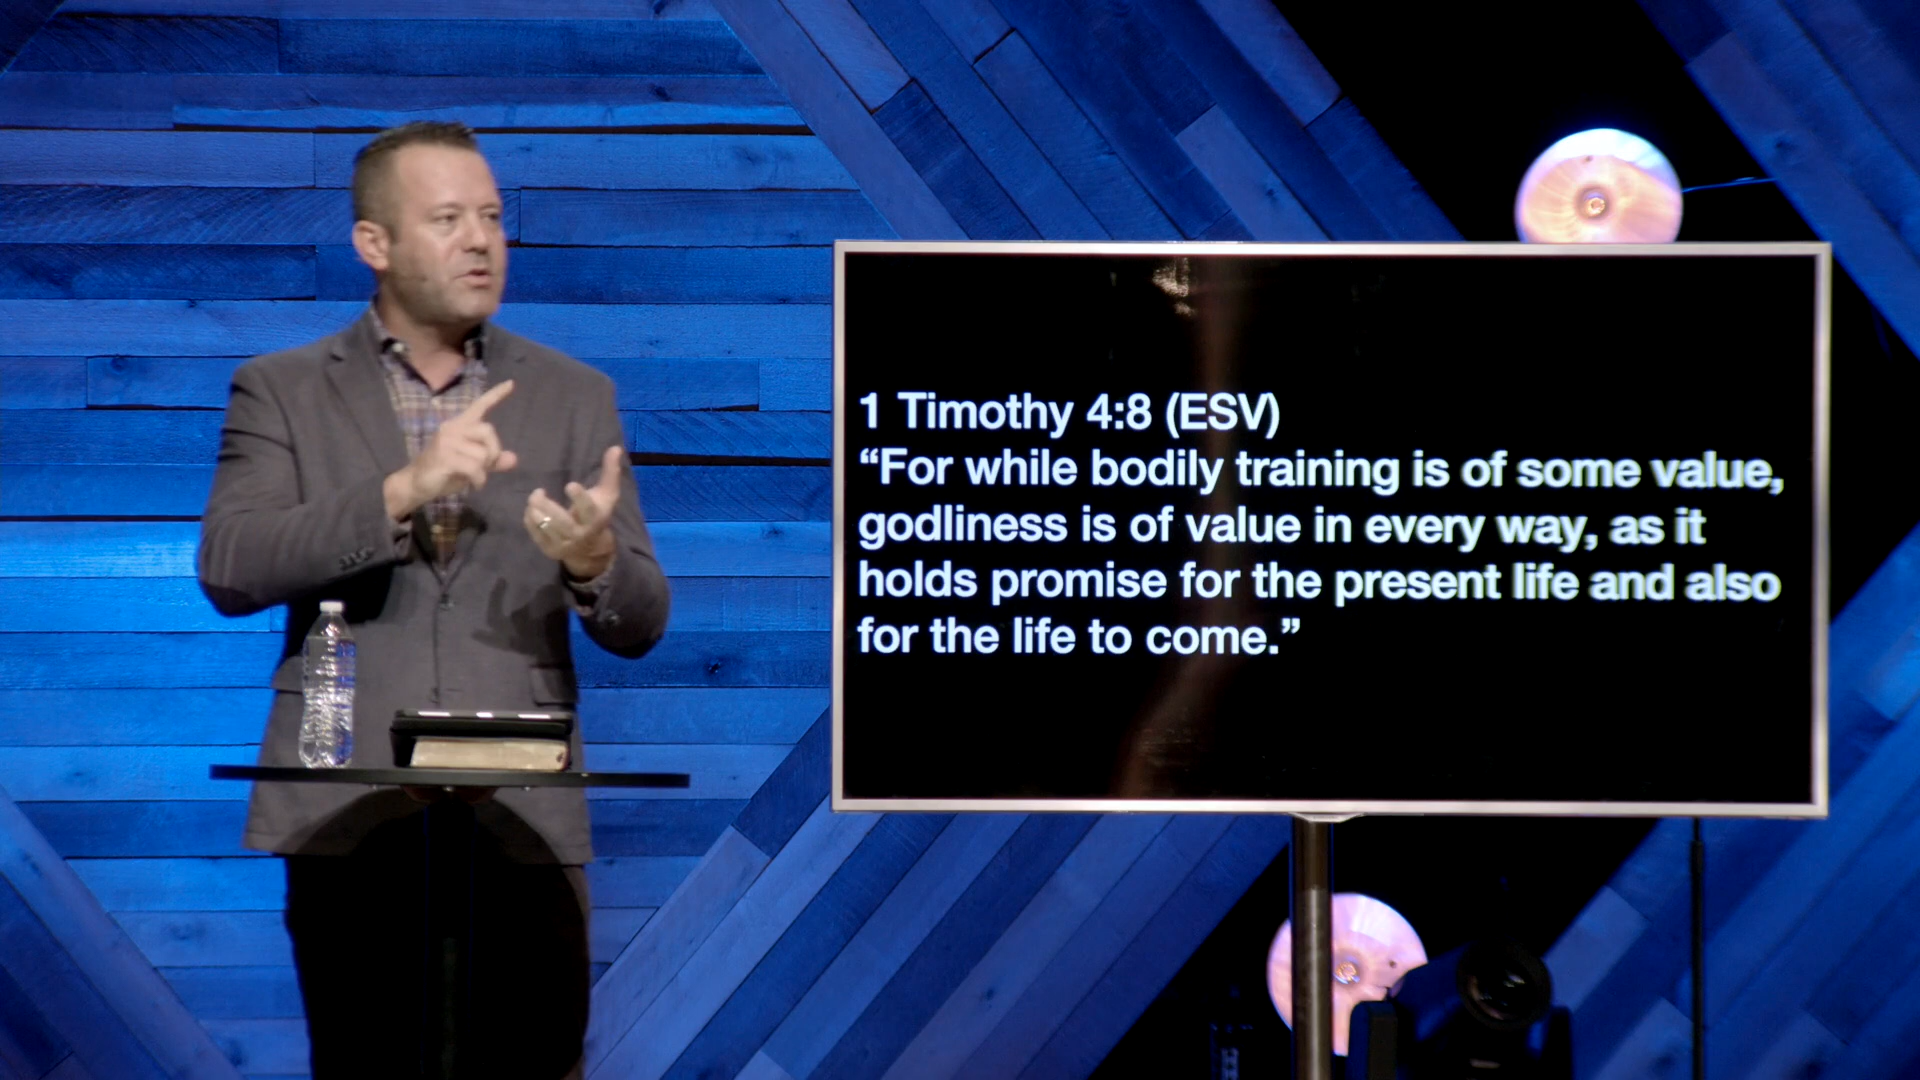 1 Timothy 4:8 (ESV)
“For while bodily training is of some value,
godliness is of value in every way, as it
holds promise for the present life and also
for the life to come.”